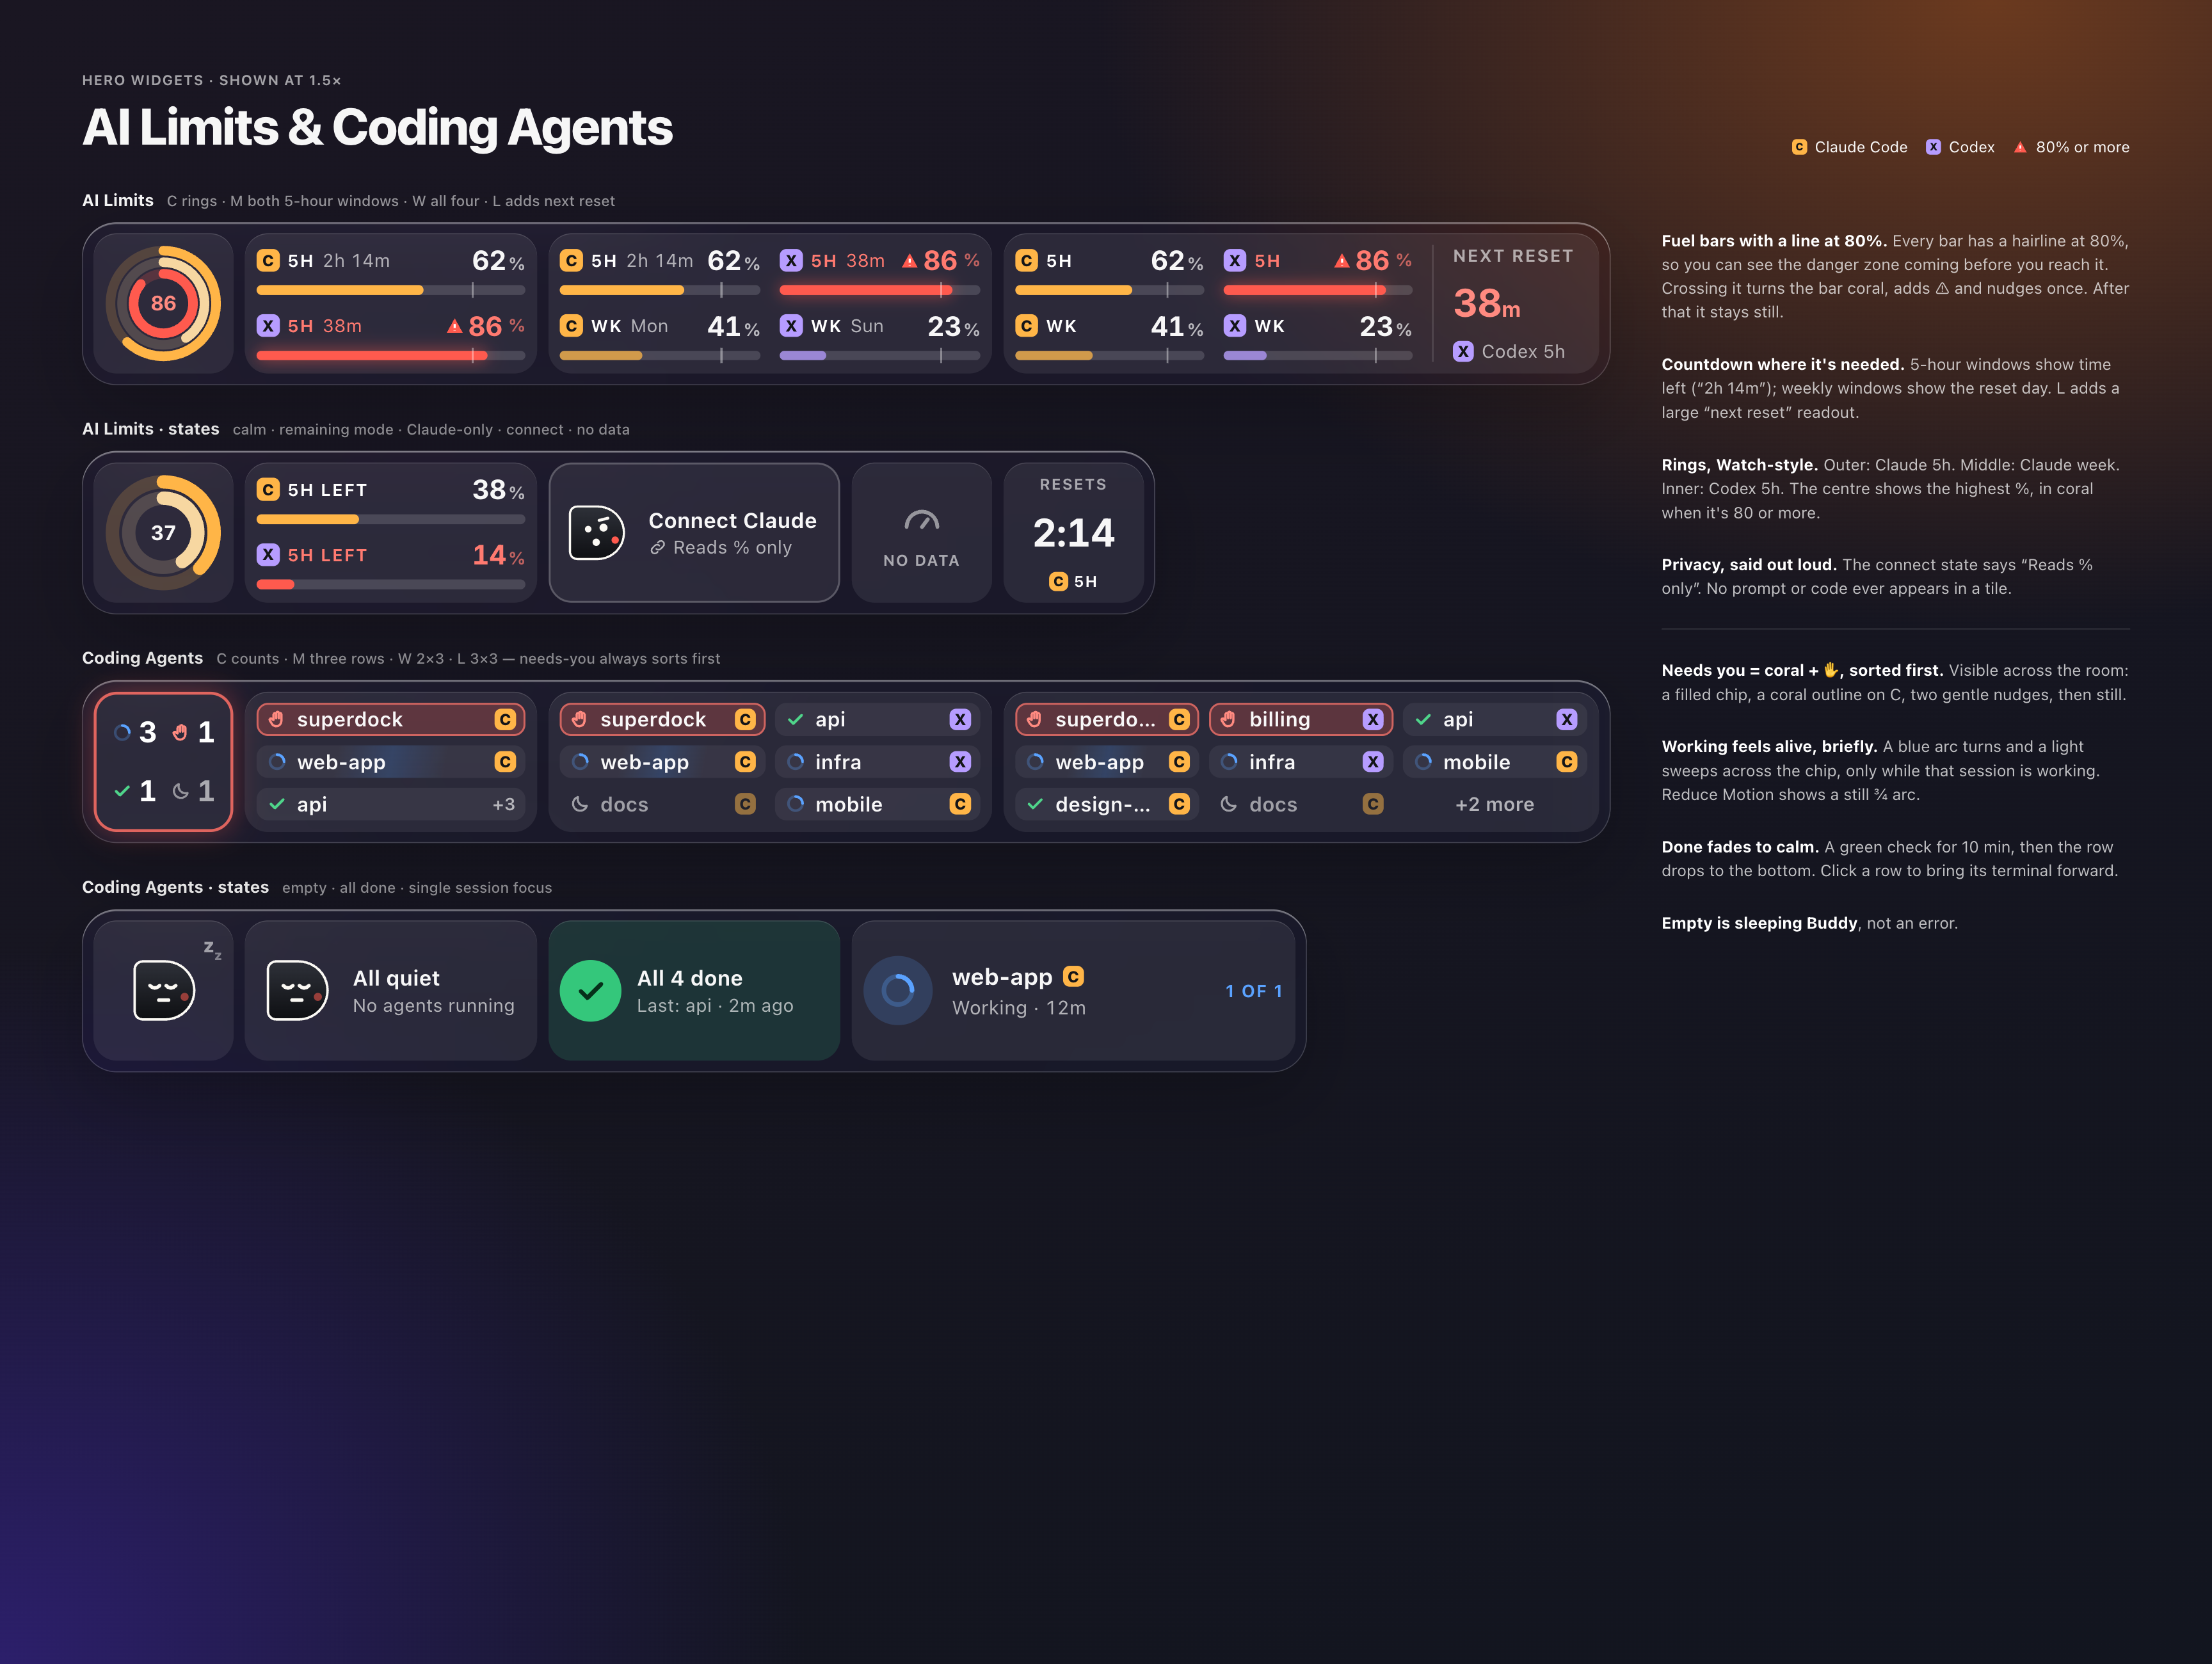 HERO WIDGETS · SHOWN AT 1.5×
AI Limits & Coding Agents
C Claude Code X Codex 80% or more
AI Limits C rings · M both 5-hour windows · W all four · L adds next reset
86
C 5H 2h 14m 62%
X 5H 38m 86%
C 5H 2h 14m 62%
X 5H 38m 86%
C WK Mon 41%
X WK Sun 23%
C 5H 62%
X 5H 86%
C WK 41%
X WK 23%
NEXT RESET
38m
X Codex 5h
AI Limits · states calm · remaining mode · Claude-only · connect · no data
37
C 5H LEFT 38%
X 5H LEFT 14%
Connect Claude
Reads % only
NO DATA
RESETS
2:14
C 5H
Coding Agents C counts · M three rows · W 2×3 · L 3×3 — needs-you always sorts first
3 1
1 1
superdock C
web-app C
api +3
superdock C
api X
web-app C
infra X
docs C
mobile C
superdo... C
billing X
api X
web-app C
infra X
mobile C
design-... C
docs C
+2 more
Coding Agents · states empty · all done · single session focus
z z
All quiet
No agents running
All 4 done
Last: api · 2m ago
web-app C
Working · 12m
1 OF 1
Fuel bars with a line at 80%. Every bar has a hairline at 80%,
so you can see the danger zone coming before you reach it.
Crossing it turns the bar coral, adds ⚠ and nudges once. After
that it stays still.
Countdown where it's needed. 5-hour windows show time
left (“2h 14m”); weekly windows show the reset day. L adds a
large “next reset” readout.
Rings, Watch-style. Outer: Claude 5h. Middle: Claude week.
Inner: Codex 5h. The centre shows the highest %, in coral
when it's 80 or more.
Privacy, said out loud. The connect state says “Reads %
only”. No prompt or code ever appears in a tile.
Needs you = coral + ✋, sorted first. Visible across the room:
a filled chip, a coral outline on C, two gentle nudges, then still.
Working feels alive, briefly. A blue arc turns and a light
sweeps across the chip, only while that session is working.
Reduce Motion shows a still ¾ arc.
Done fades to calm. A green check for 10 min, then the row
drops to the bottom. Click a row to bring its terminal forward.
Empty is sleeping Buddy, not an error.